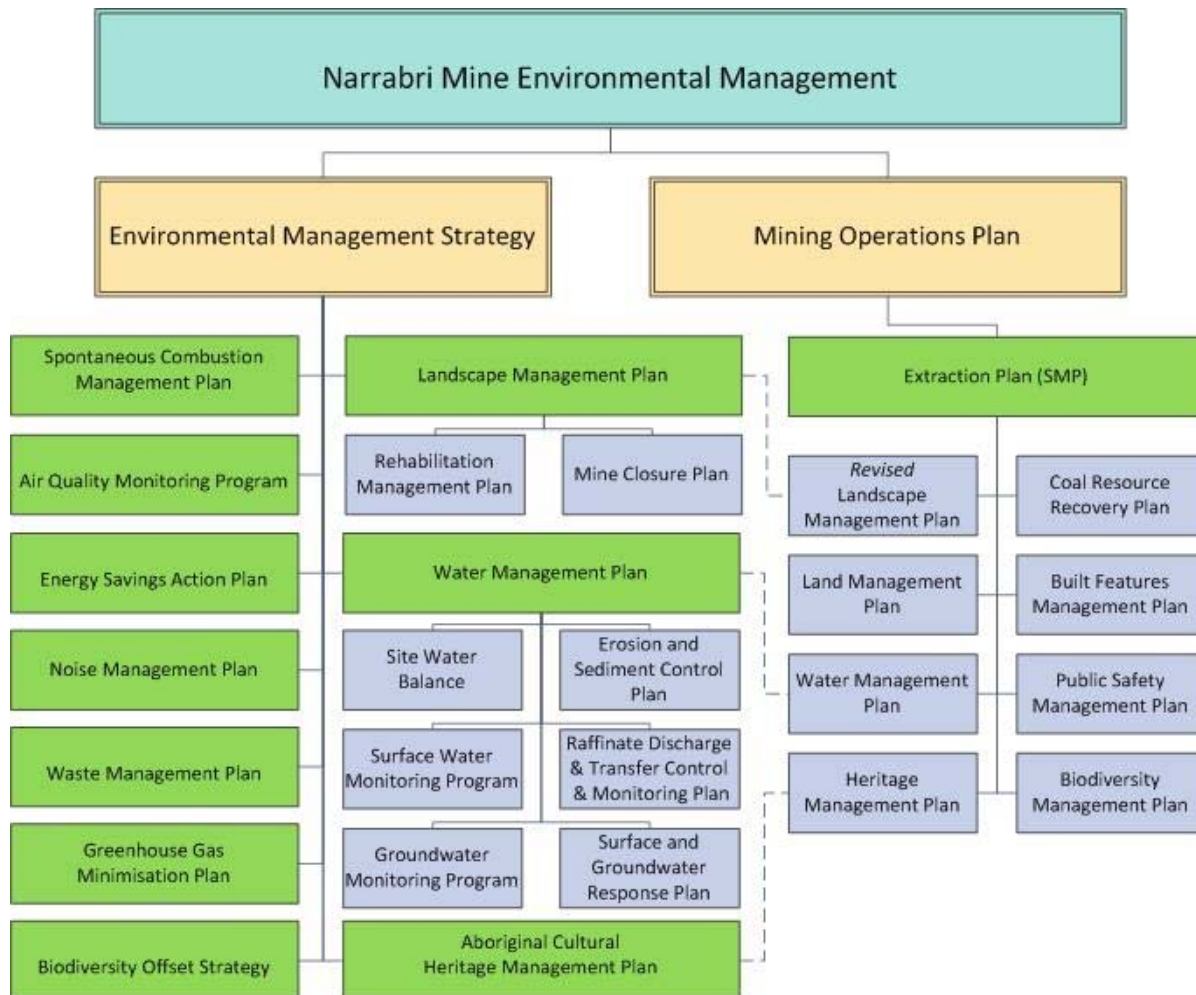 Narrabri Mine Environmental Management
Environmental Management Strategy
Mining Operations Plan
Spontaneous Combustion
Management Plan
Air Quality Monitoring Program
Energy Savings Action Plan
Noise Management Plan
Waste Management Plan
Greenhouse Gas
Minimisation Plan
Biodiversity Offset Strategy
Landscape Management Plan
Rehabilitation
Management Plan
Mine Closure Plan
Water Management Plan
Site Water
Balance
Erosion and
Sediment Control
Plan
Surface Water
Monitoring Program
Raffinate Discharge
& Transfer Control
& Monitoring Plan
Groundwater
Monitoring Program
Surface and
Groundwater
Response Plan
Aboriginal Cultural
Heritage Management Plan
Extraction Plan (SMP)
Revised
Landscape
Management Plan
Coal Resource
Recovery Plan
Land Management
Plan
Built Features
Management Plan
Water Management
Plan
Public Safety
Management Plan
Heritage
Management Plan
Biodiversity
Management Plan